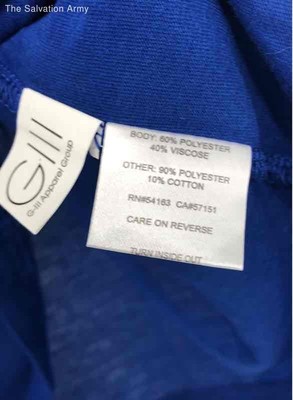 The Salvation Army
G-III
G-III Apparel Group
BODY: 60% POLYESTER
40% VISCOSE
OTHER: 90% POLYESTER
10% COTTON
RN#54163 CA#57151
CARE ON REVERSE
TURN INSIDE OUT